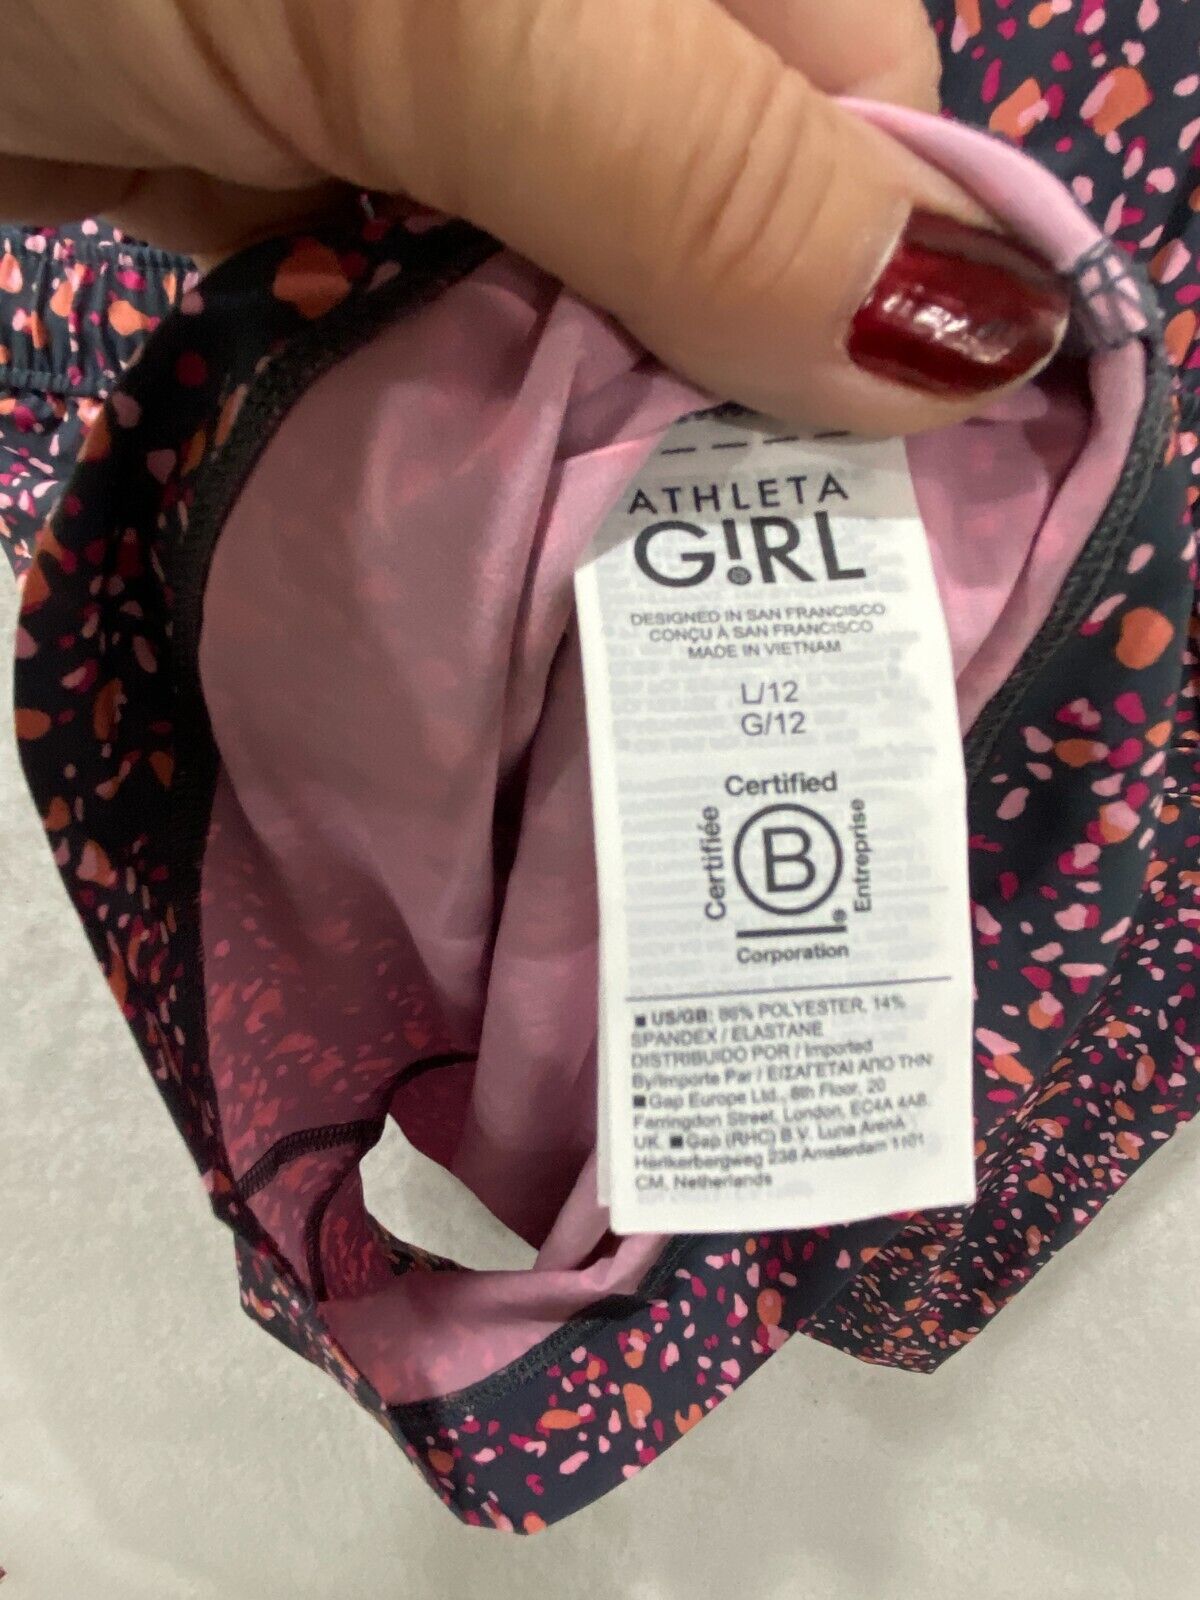 ATHLETA
G!RL
DESIGNED IN SAN FRANCISCO
CONÇU À SAN FRANCISCO
MADE IN VIETNAM
L/12
G/12
Certified
Certifiée
B
Entreprise
®
Corporation
■ US/GB: 86% POLYESTER, 14%
SPANDEX / ELASTANE
DISTRIBUIDO POR / Imported
By/Importe Par / ΕΙΣΑΓΕΤΑΙ ΑΠΟ ΤΗΝ
■ Gap Europe Ltd., 6th Floor, 20
Farringdon Street, London, EC4A 4AB,
UK. ■ Gap (RHC) B.V. Luna ArenA
Herikerbergweg 238 Amsterdam 1101
CM, Netherlands